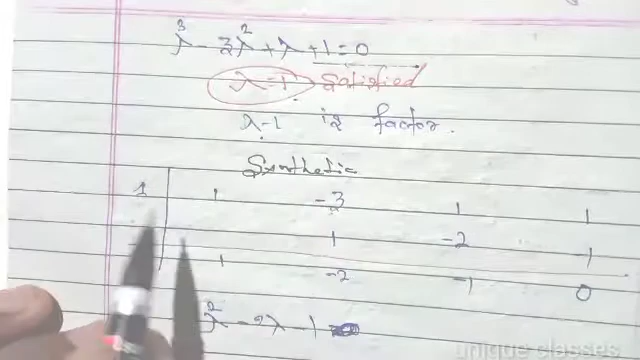 λ³ - 3λ² + λ + 1 = 0
λ = 1 satisfied
λ-1 is factor.
Synthetic
1 1 -3 1 1
1 -2 -1
1 -2 -1 0
λ² - 2λ - 1
unique classes